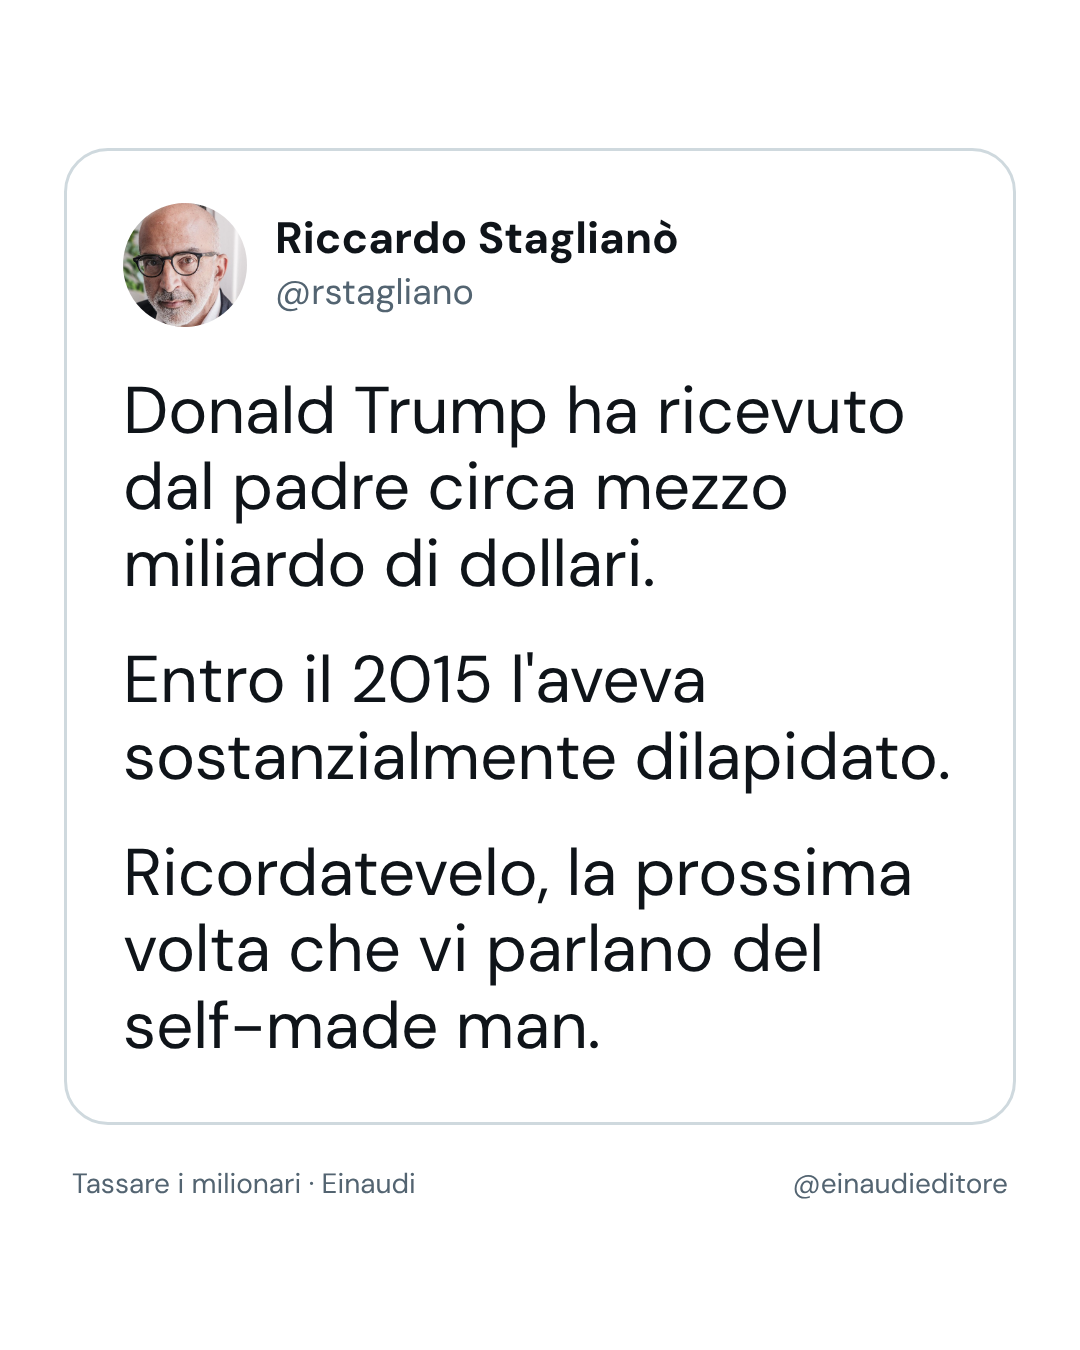 Riccardo Staglianò
@rstagliano
Donald Trump ha ricevuto
dal padre circa mezzo
miliardo di dollari.
Entro il 2015 l'aveva
sostanzialmente dilapidato.
Ricordatevelo, la prossima
volta che vi parlano del
self-made man.
Tassare i milionari · Einaudi
@einaudieditore